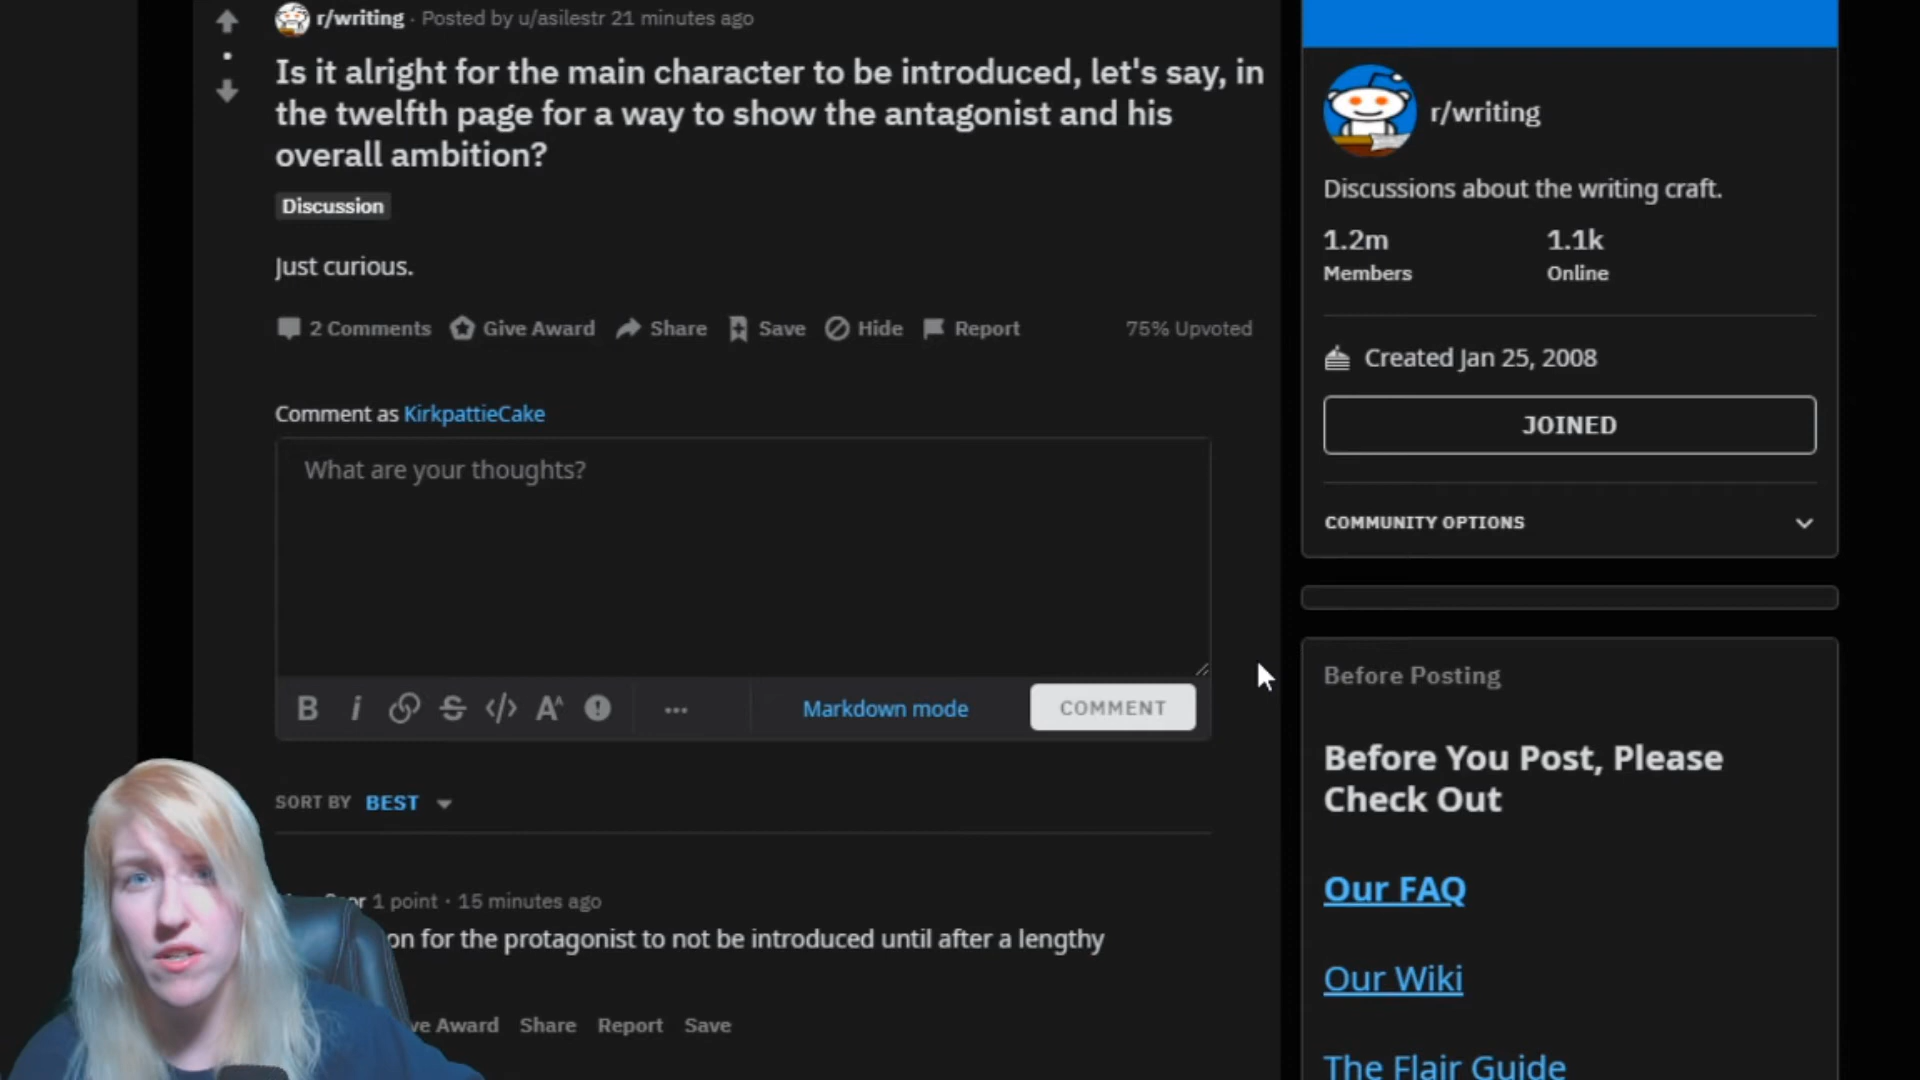 r/writing · Posted by u/asilestr 21 minutes ago
Is it alright for the main character to be introduced, let's say, in
the twelfth page for a way to show the antagonist and his
overall ambition?
Discussion
Just curious.
2 Comments Give Award Share Save Hide Report 75% Upvoted
Comment as KirkpattieCake
What are your thoughts?
B i S </> A ... Markdown mode COMMENT
SORT BY BEST
1 point · 15 minutes ago
for the protagonist to not be introduced until after a lengthy
Award Share Report Save
r/writing
Discussions about the writing craft.
1.2m 1.1k
Members Online
Created Jan 25, 2008
JOINED
COMMUNITY OPTIONS
Before Posting
Before You Post, Please
Check Out
Our FAQ
Our Wiki
The Flair Guide